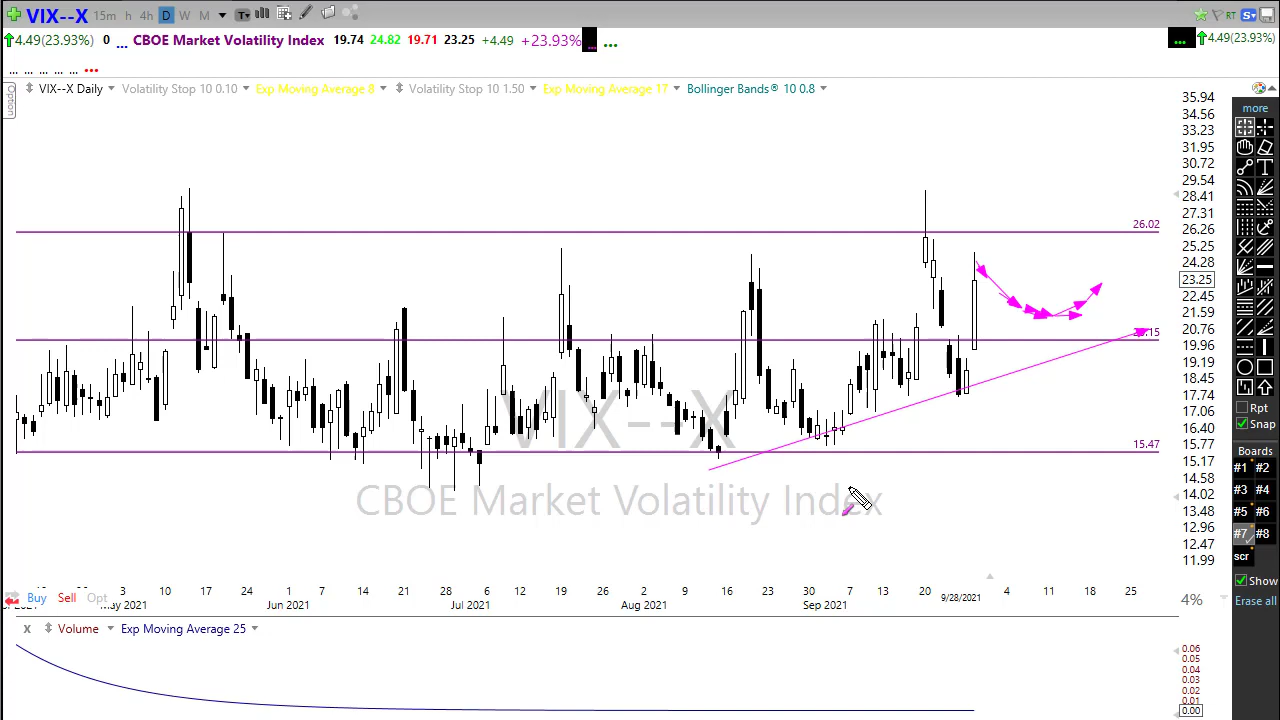 VIX--X 15m h 4h D W M T RT S
4.49(23.93%) 0 ... CBOE Market Volatility Index 19.74 24.82 19.71 23.25 +4.49 +23.93% ... ... ... 4.49(23.93%)
... ... ... ... ... ...
Option
VIX--X Daily Volatility Stop 10 0.10 Exp Moving Average 8 Volatility Stop 10 1.50 Exp Moving Average 17 Bollinger Bands® 10 0.8
35.94
34.56
33.23
31.95
30.72
29.54
28.41
27.31
26.26
25.25
24.28
23.25
22.45
21.59
20.76
19.96
19.19
18.45
17.74
17.06
16.40
15.77
15.17
14.58
14.02
13.48
12.96
12.47
11.99
26.02
15.47
VIX--X
CBOE Market Volatility Index
more
Rpt
Snap
Boards
#1 #2
#3 #4
#5 #6
#7 #8
scr
Show
Erase all
3 10 17 24 1 7 14 21 28 6 12 19 26 2 9 16 23 30 7 13 20 9/28/2021 4 11 18 25
Buy Sell Opt May 2021 Jun 2021 Jul 2021 Aug 2021 Sep 2021
4%
X Volume Exp Moving Average 25
0.06
0.05
0.04
0.03
0.02
0.01
0.00